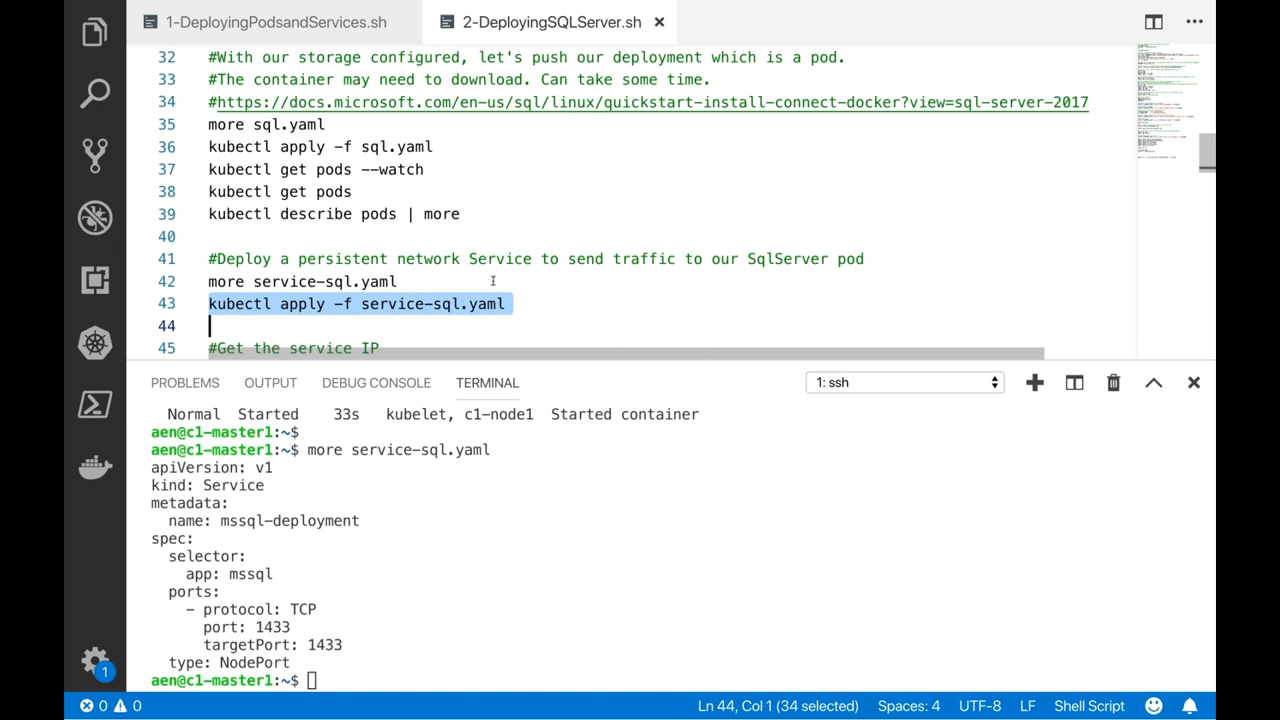 1-DeployingPodsandServices.sh
2-DeployingSQLServer.sh
32 #With our storage configured, let's push our deployment which is a pod.
33 #The container may need to download, can take some time.
34 #https://docs.microsoft.com/en-us/sql/linux/quickstart-install-connect-docker?view=sql-server-2017
35 more sql.yaml
36 kubectl apply -f sql.yaml
37 kubectl get pods --watch
38 kubectl get pods
39 kubectl describe pods | more
40
41 #Deploy a persistent network Service to send traffic to our SqlServer pod
42 more service-sql.yaml
43 kubectl apply -f service-sql.yaml
44
45 #Get the service IP
PROBLEMS OUTPUT DEBUG CONSOLE TERMINAL 1: ssh
Normal Started 33s kubelet, c1-node1 Started container
aen@c1-master1:~$
aen@c1-master1:~$ more service-sql.yaml
apiVersion: v1
kind: Service
metadata:
name: mssql-deployment
spec:
selector:
app: mssql
ports:
- protocol: TCP
port: 1433
targetPort: 1433
type: NodePort
aen@c1-master1:~$
1
0 0 Ln 44, Col 1 (34 selected) Spaces: 4 UTF-8 LF Shell Script